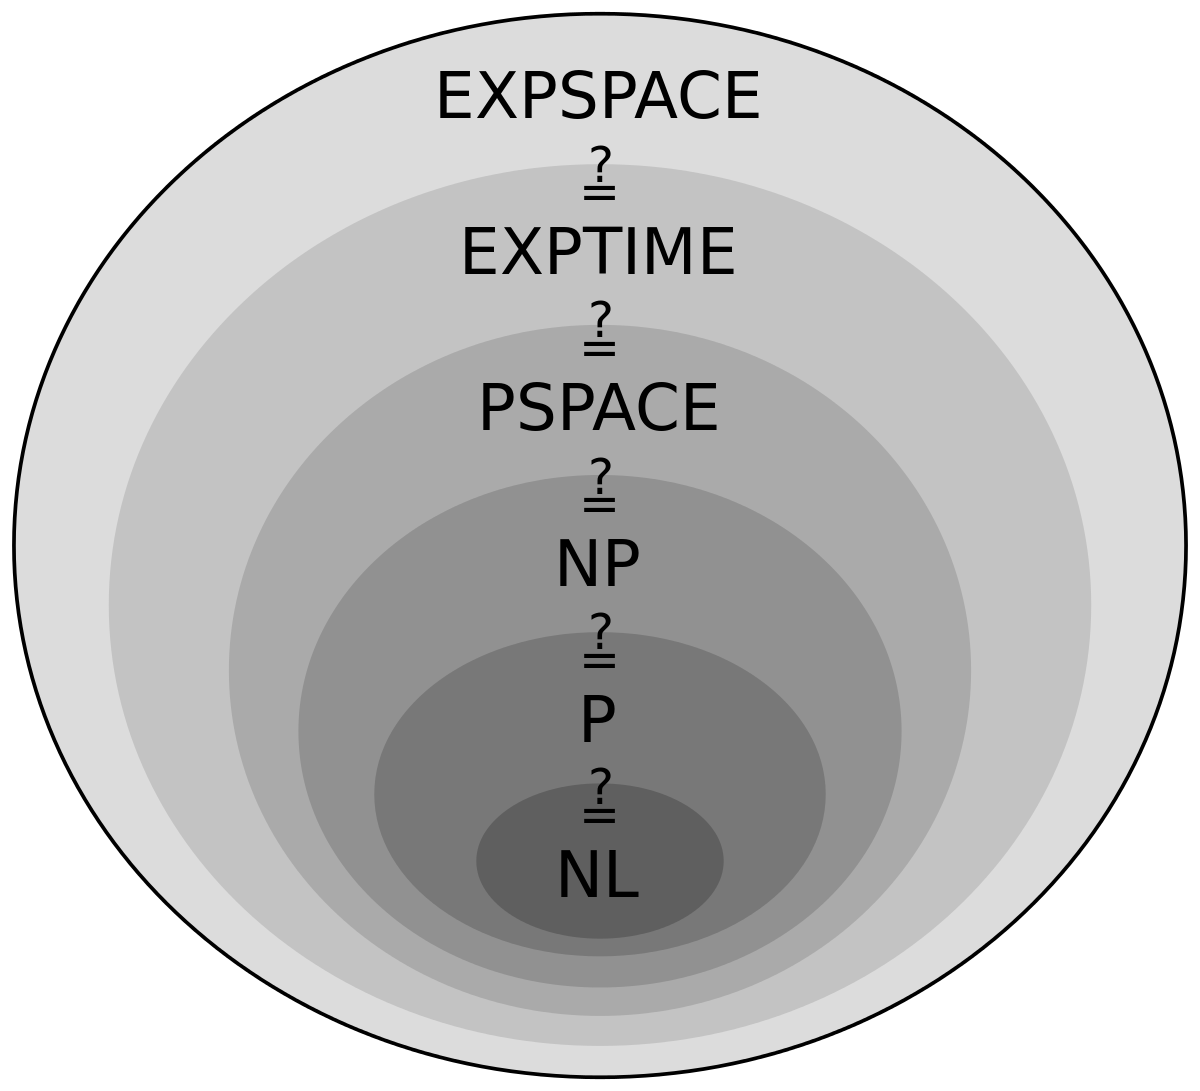 EXPSPACE
?
=
EXPTIME
?
=
PSPACE
?
=
NP
?
=
P
?
=
NL